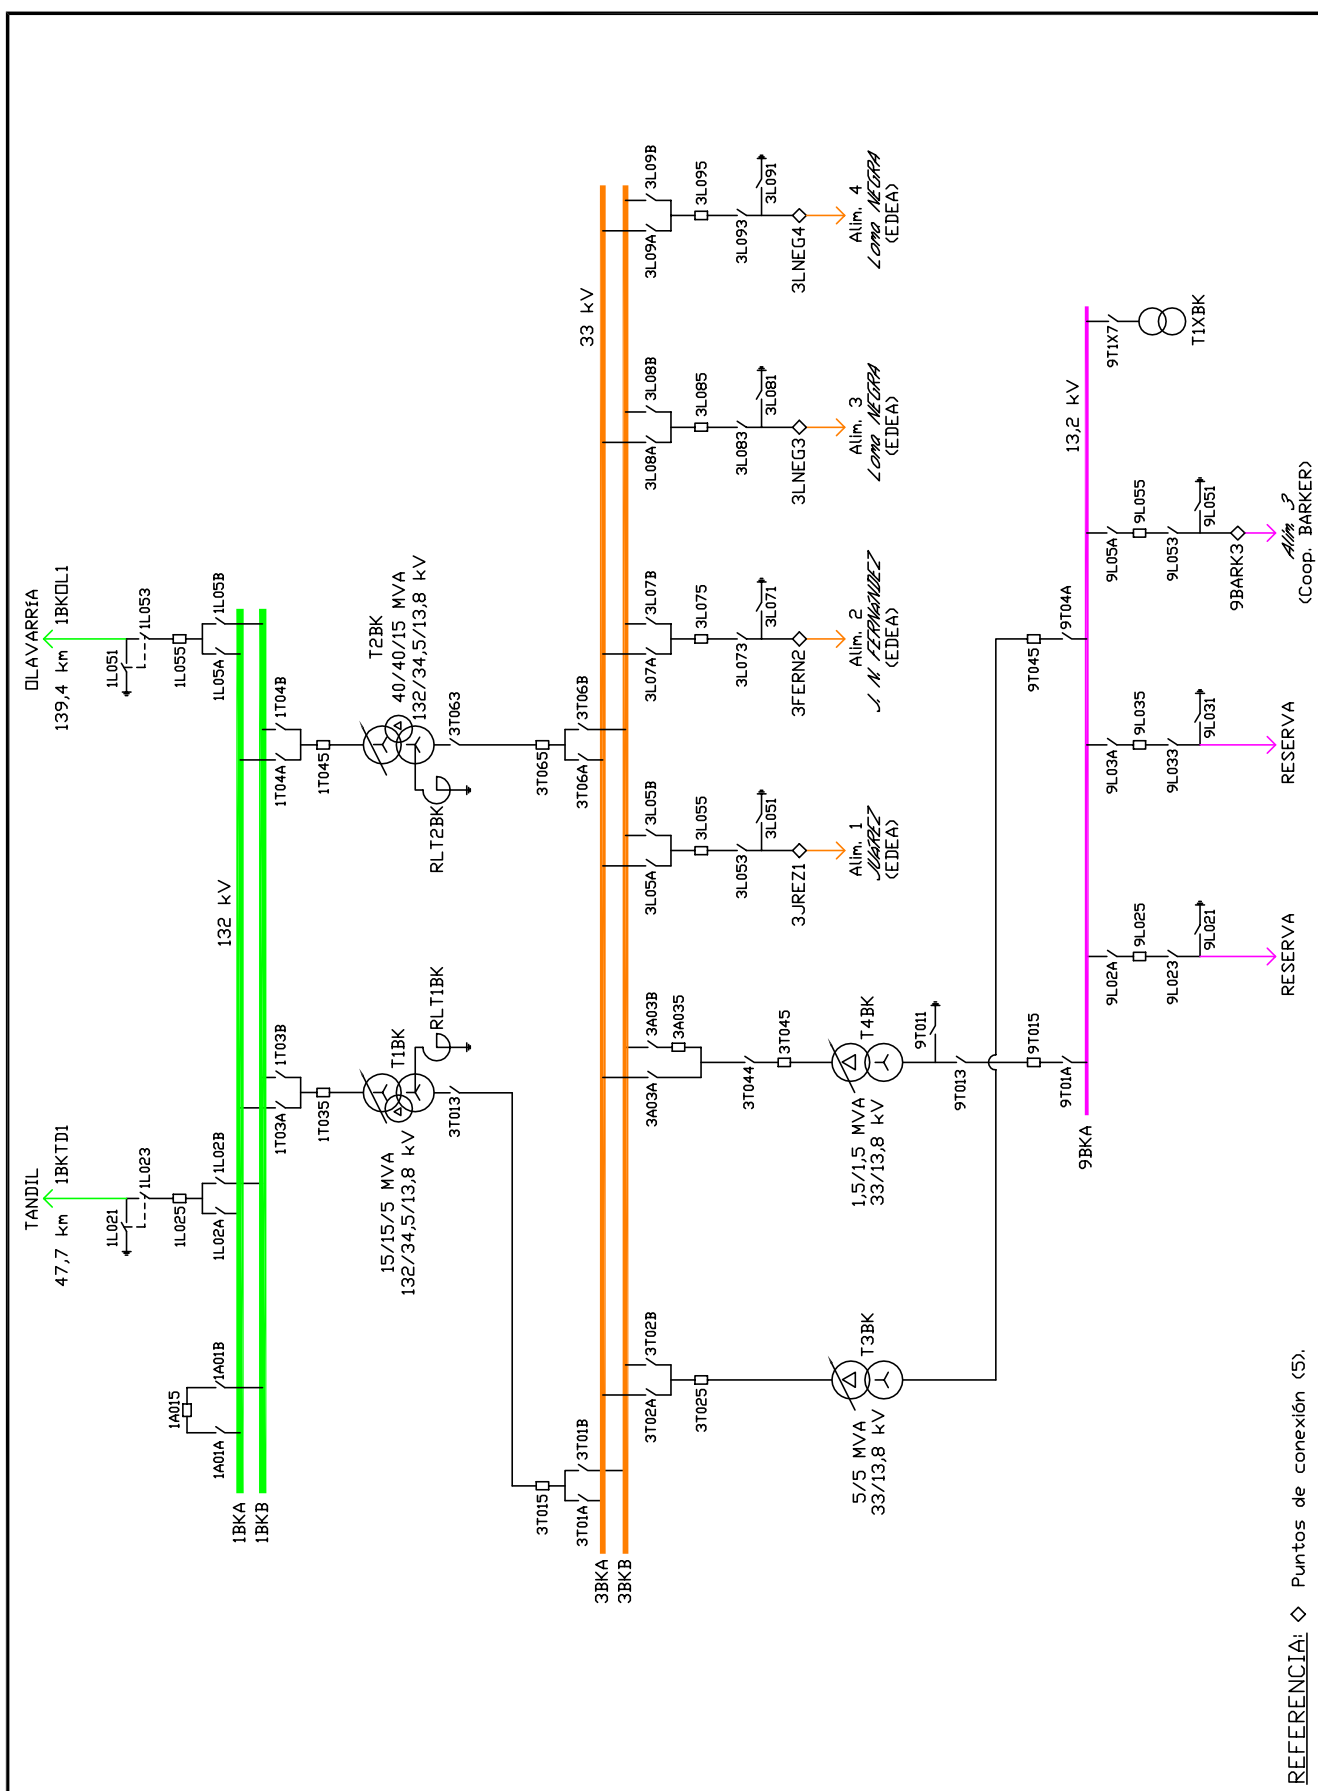 OLAVARRÍA
139,4 km 1BKOL1
1L051
1L053
1L055
1L05A
1L05B
TANDIL
47,7 km 1BKTD1
1L021
1L023
1L025
1L02A
1L02B
1A015
1A01A
1A01B
1BKA
1BKB
132 kV
1T04A
1T04B
1T045
T2BK
40/40/15 MVA
132/34,5/13,8 kV
3T063
RLT2BK
3T065
3T06A
3T06B
1T03A
1T03B
1T035
T1BK
RLT1BK
15/15/5 MVA
132/34,5/13,8 kV
3T013
3T015
3T01A
3T01B
3BKA
3BKB
33 kV
3L09A
3L09B
3L095
3L093
3L091
3LNEG4
Alim. 4
Loma NEGRA
(EDEA)
3L08A
3L08B
3L085
3L083
3L081
3LNEG3
Alim. 3
Loma NEGRA
(EDEA)
3L07A
3L07B
3L075
3L073
3L071
3FERN2
Alim. 2
J. N. FERNANDEZ
(EDEA)
3L05A
3L05B
3L055
3L053
3L051
3JREZ1
Alim. 1
JUAREZ
(EDEA)
3A03A
3A03B
3A035
3T044
3T045
T4BK
1,5/1,5 MVA
33/13,8 kV
9T011
9T013
9T015
9T01A
3T02A
3T02B
3T025
T3BK
5/5 MVA
33/13,8 kV
9T045
9T04A
9BKA
13,2 kV
9T1X7
T1XBK
9L05A
9L055
9L053
9L051
9BARK3
Alim. 3
(Coop. BARKER)
9L03A
9L035
9L033
9L031
RESERVA
9L02A
9L025
9L023
9L021
RESERVA
REFERENCIA: Puntos de conexión (5).